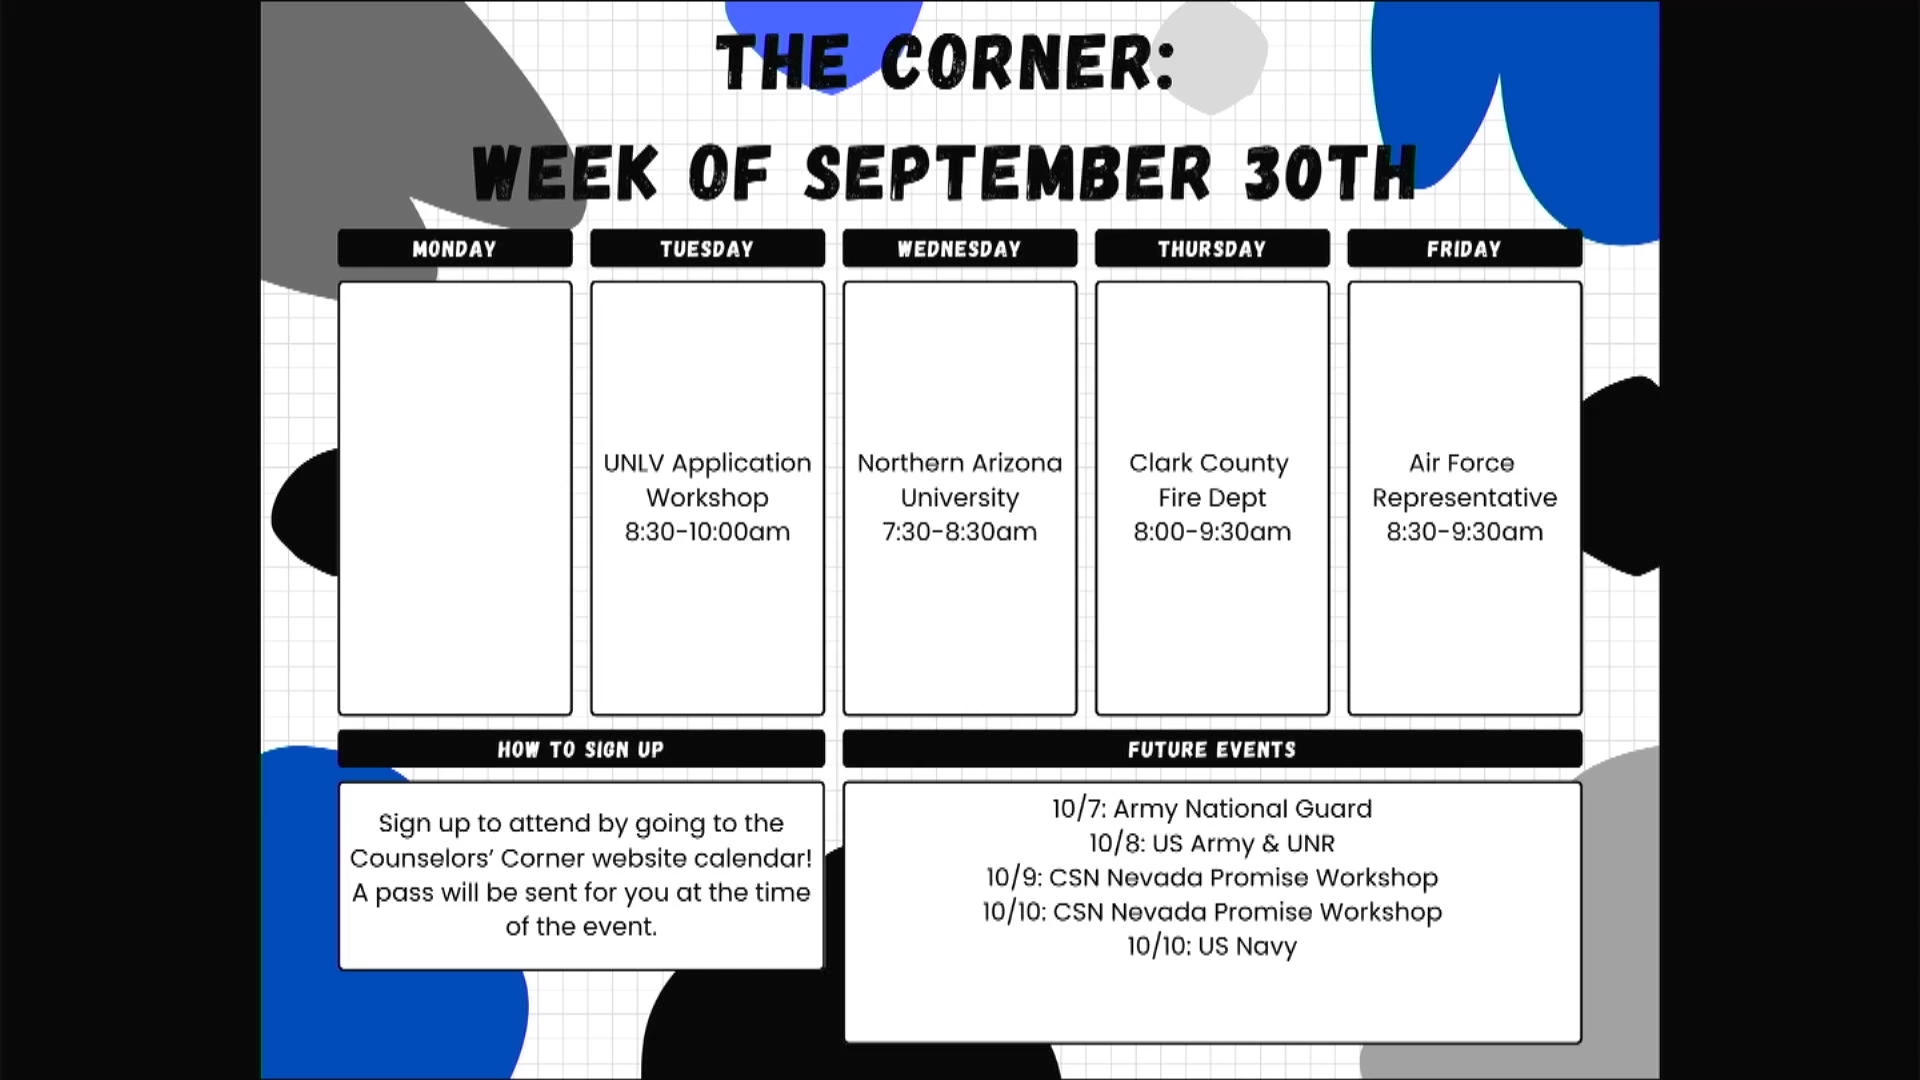 THE CORNER:
WEEK OF SEPTEMBER 30TH
MONDAY
TUESDAY
WEDNESDAY
THURSDAY
FRIDAY
UNLV Application
Workshop
8:30-10:00am
Northern Arizona
University
7:30-8:30am
Clark County
Fire Dept
8:00-9:30am
Air Force
Representative
8:30-9:30am
HOW TO SIGN UP
Sign up to attend by going to the
Counselors’ Corner website calendar!
A pass will be sent for you at the time
of the event.
FUTURE EVENTS
10/7: Army National Guard
10/8: US Army & UNR
10/9: CSN Nevada Promise Workshop
10/10: CSN Nevada Promise Workshop
10/10: US Navy